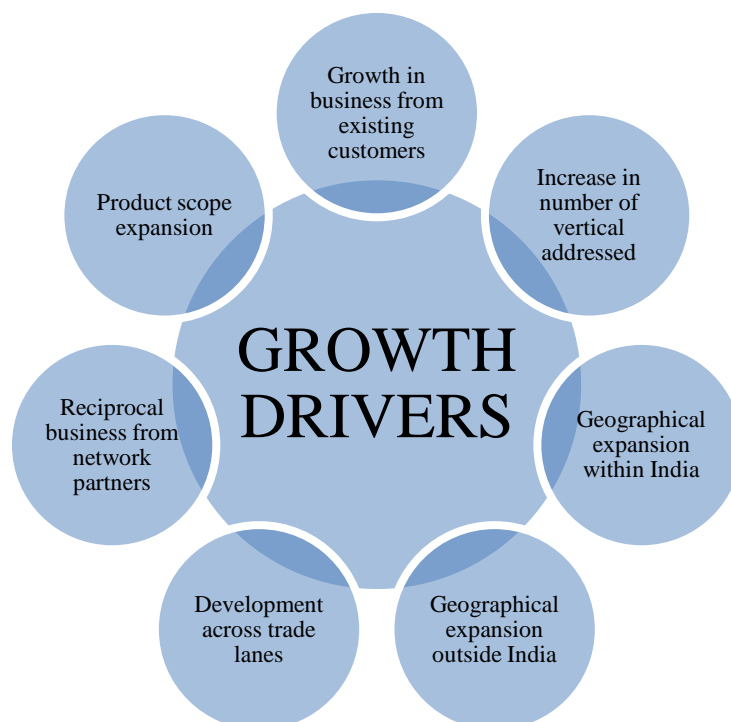 Growth in
business from
existing
customers
Increase in
number of
vertical
addressed
Geographical
expansion
within India
Geographical
expansion
outside India
Development
across trade
lanes
Reciprocal
business from
network
partners
Product scope
expansion
GROWTH
DRIVERS